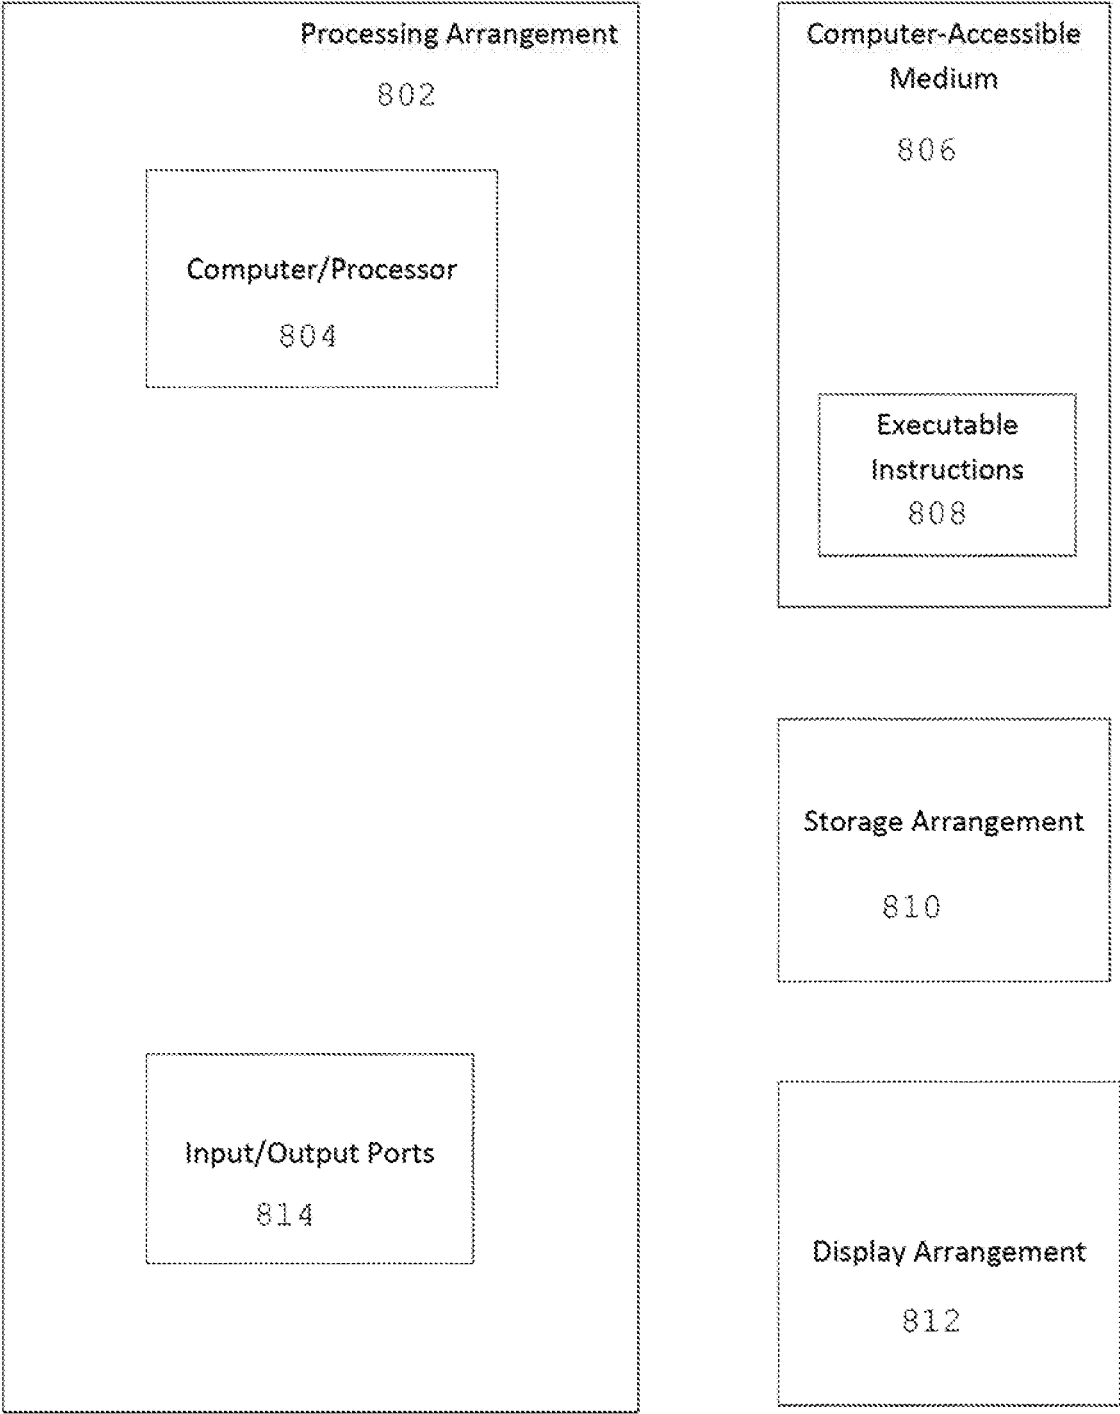 Processing Arrangement
802
Computer/Processor
804
Input/Output Ports
814
Computer-Accessible
Medium
806
Executable
Instructions
808
Storage Arrangement
810
Display Arrangement
812